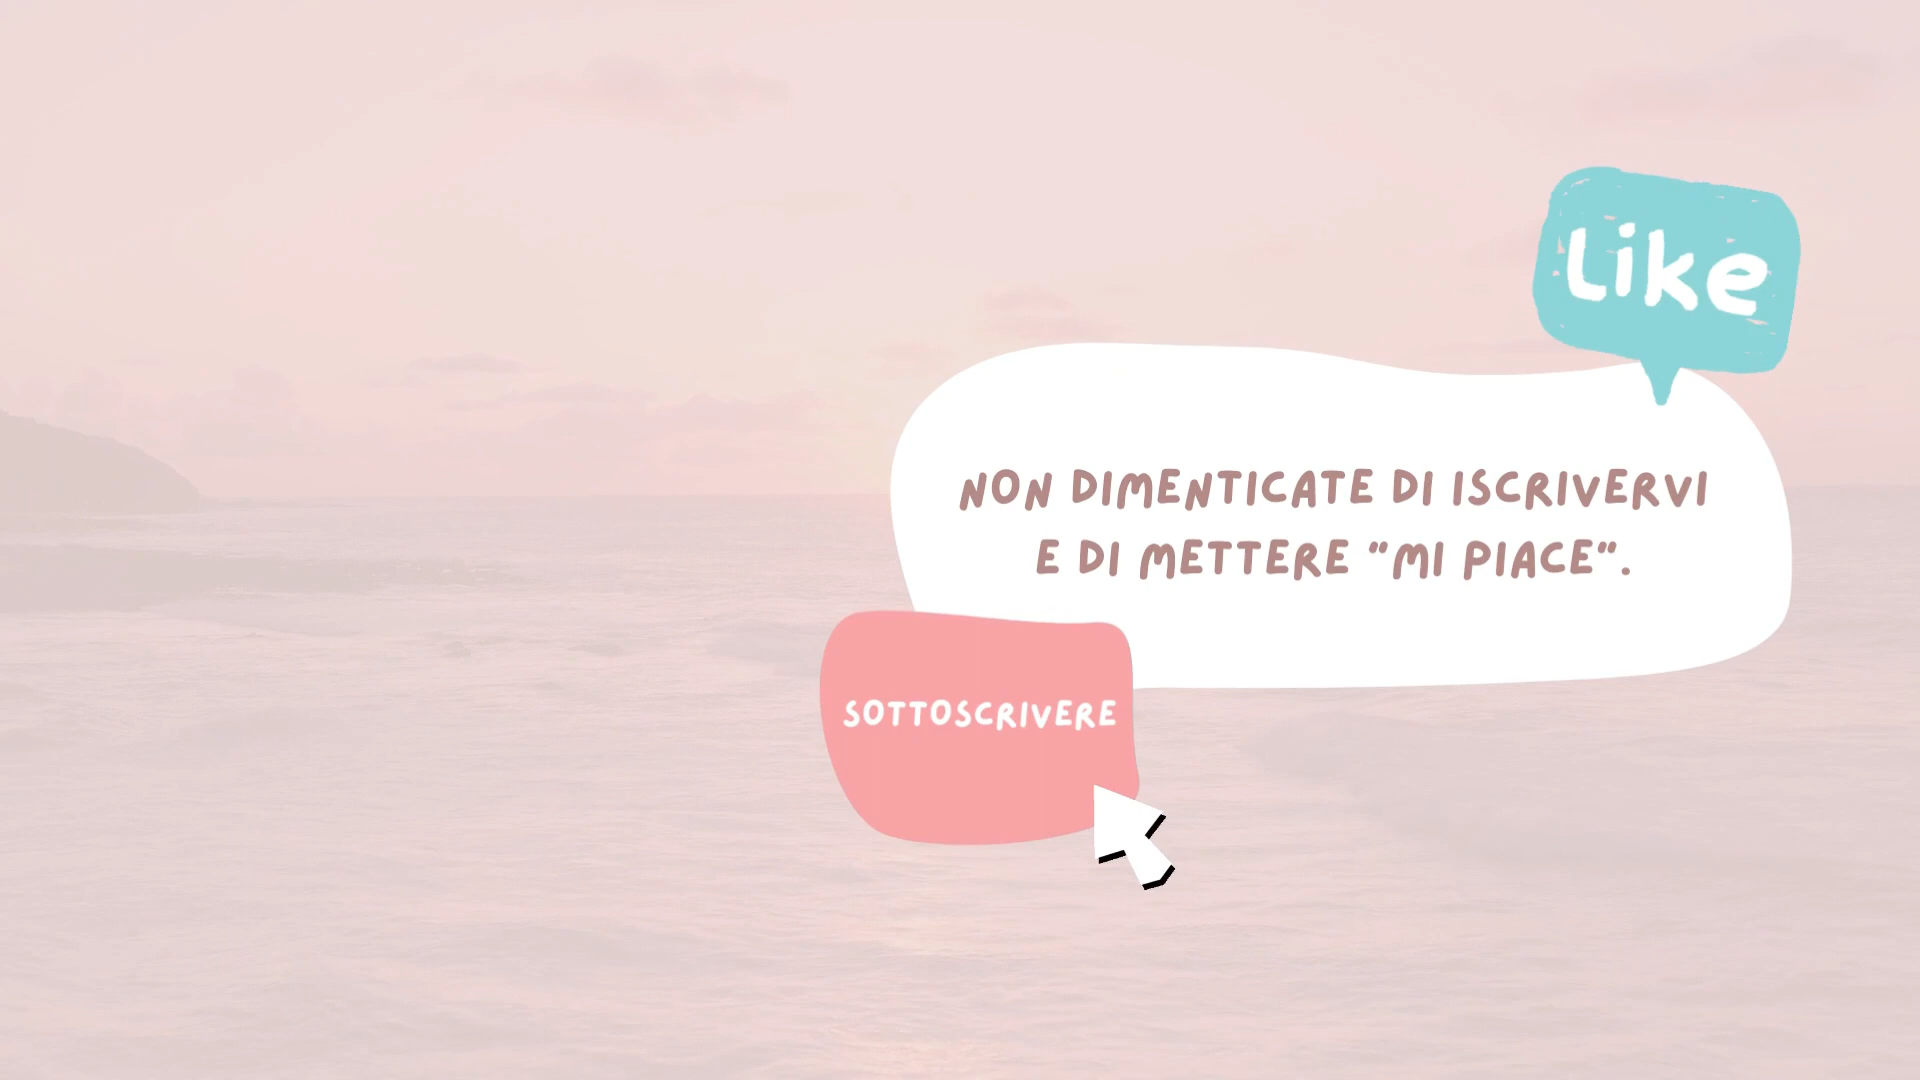 Like
NON DIMENTICATE DI ISCRIVERVI
E DI METTERE "MI PIACE".
SOTTOSCRIVERE